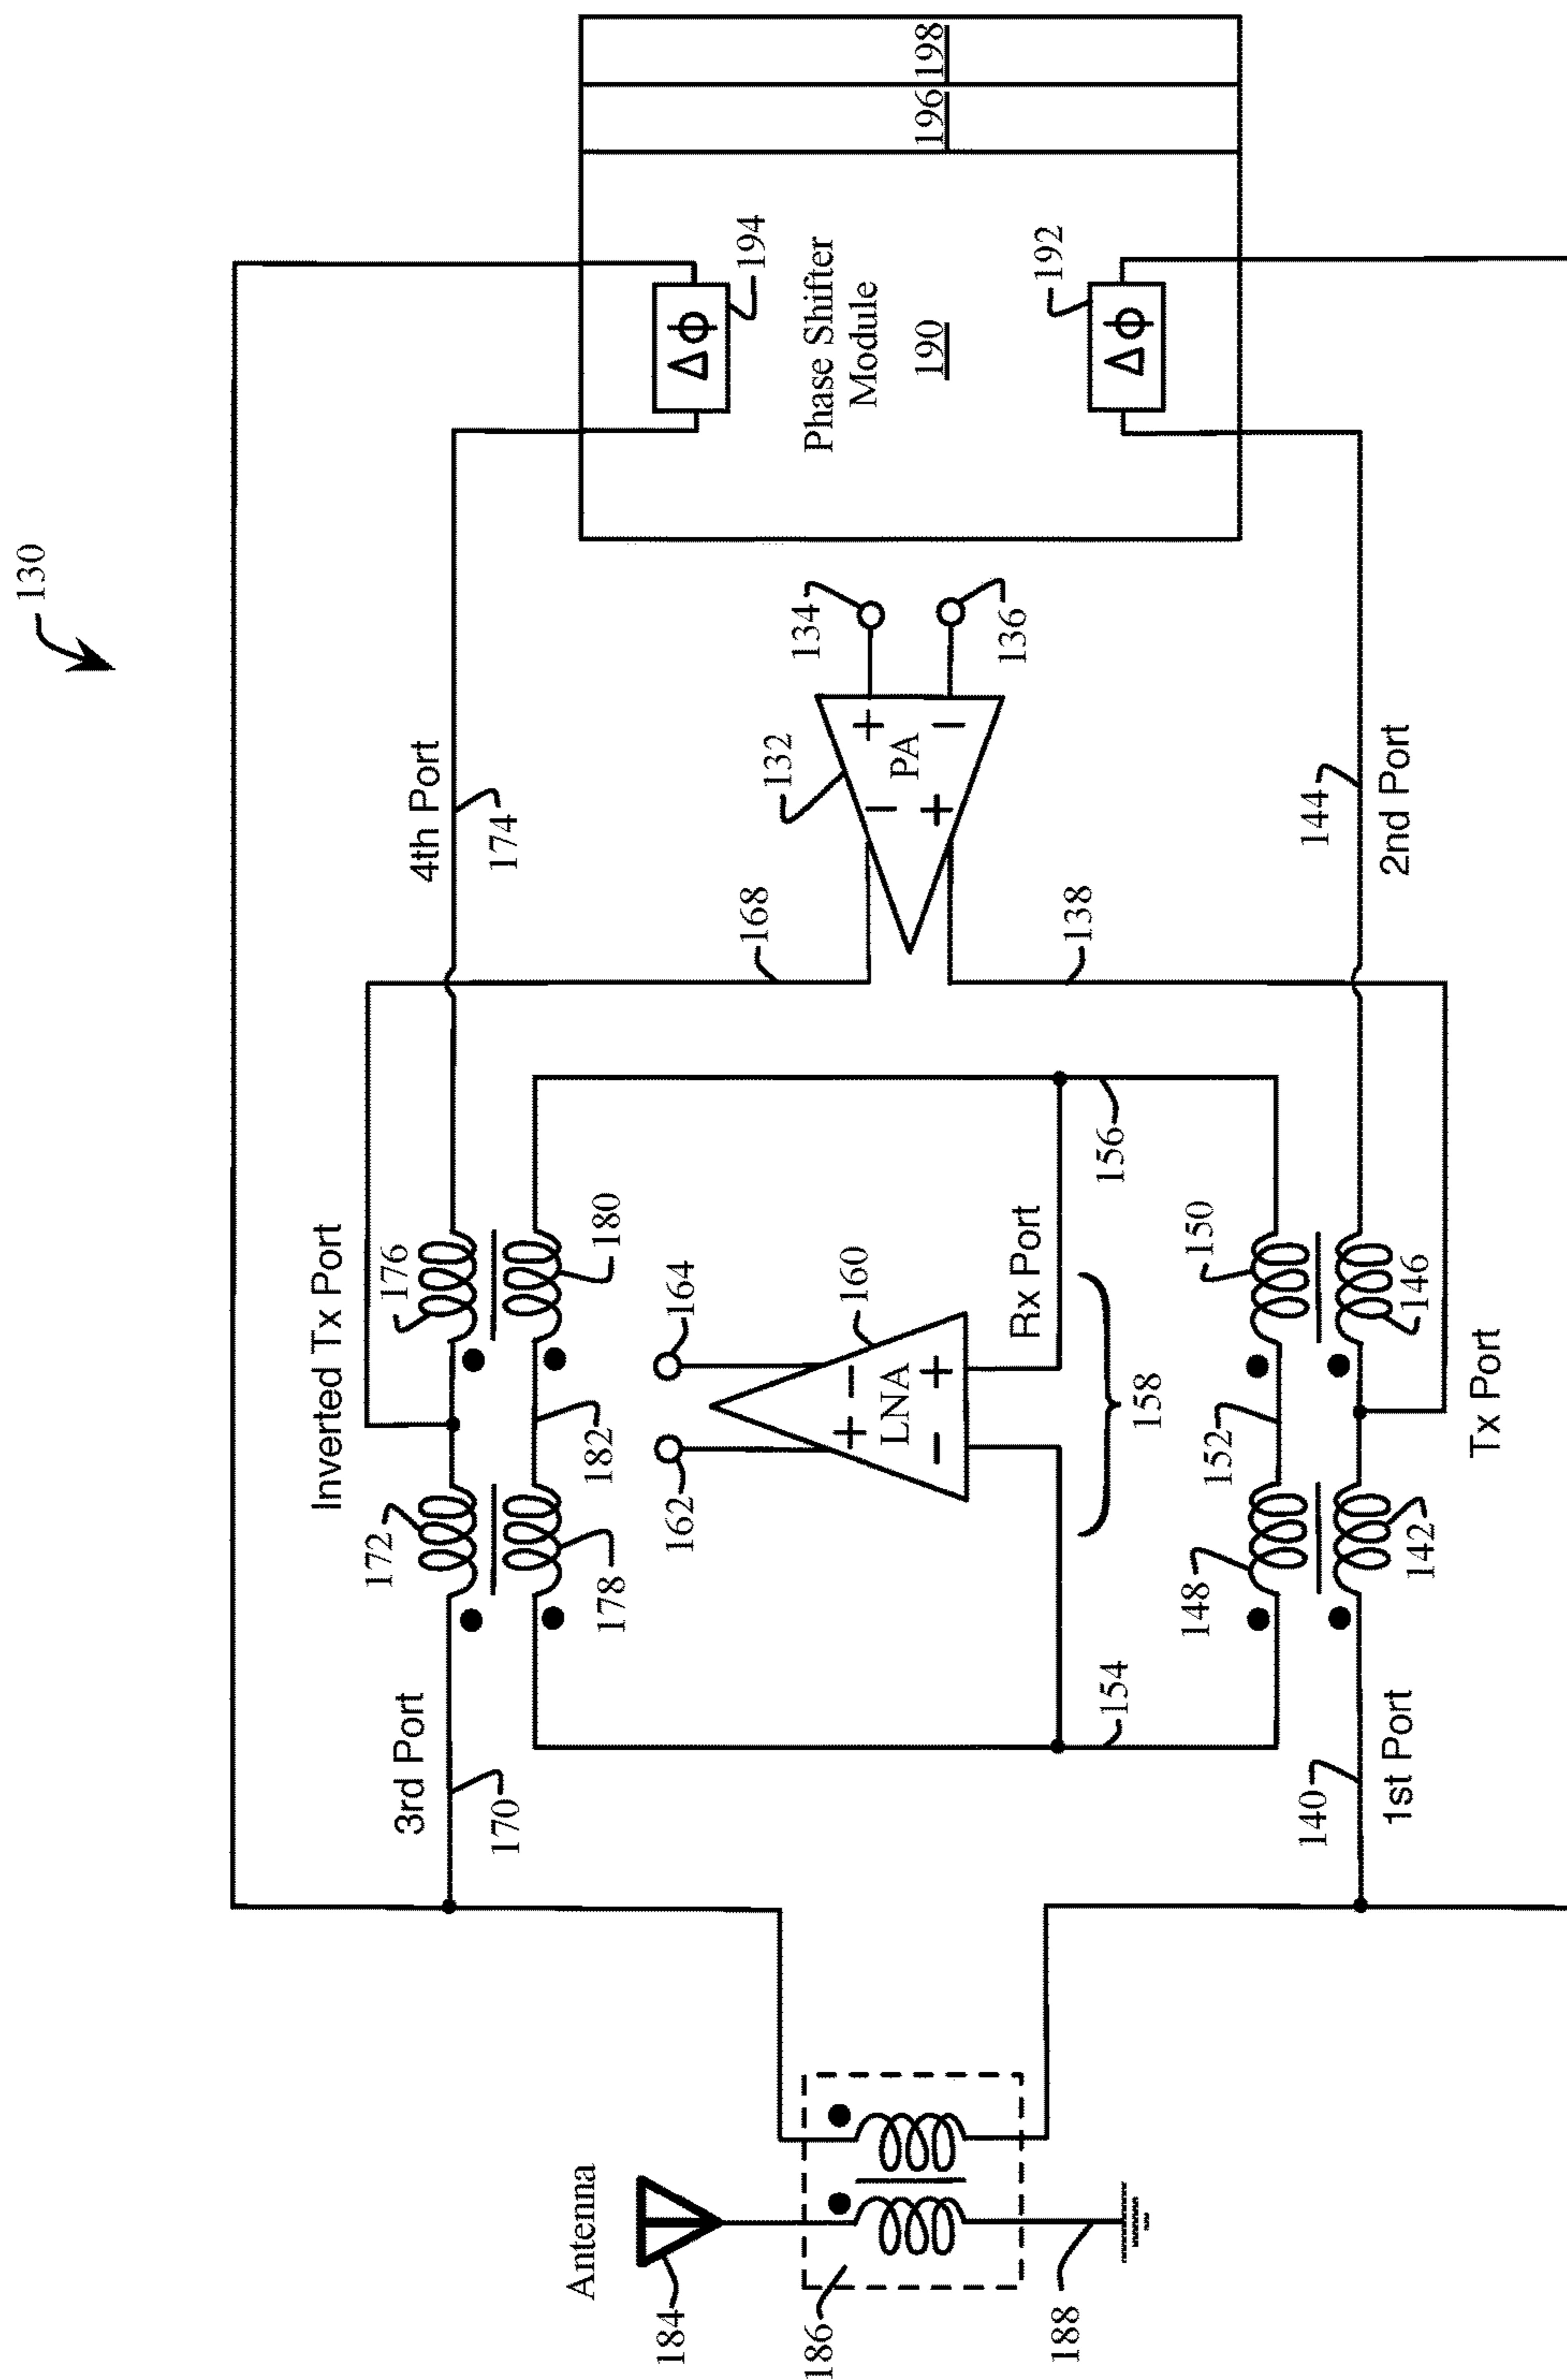 130
Antenna
184
186
188
3rd Port
170
172
178
Inverted Tx Port
176
180
182
4th Port
174
168
162
164
+ −
LNA
− +
160
Rx Port
158
154
156
132
− +
PA
+ −
134
136
138
194
Δϕ
Phase Shifter
Module
190
192
Δϕ
196
198
148
152
150
142
146
140
1st Port
Tx Port
144
2nd Port